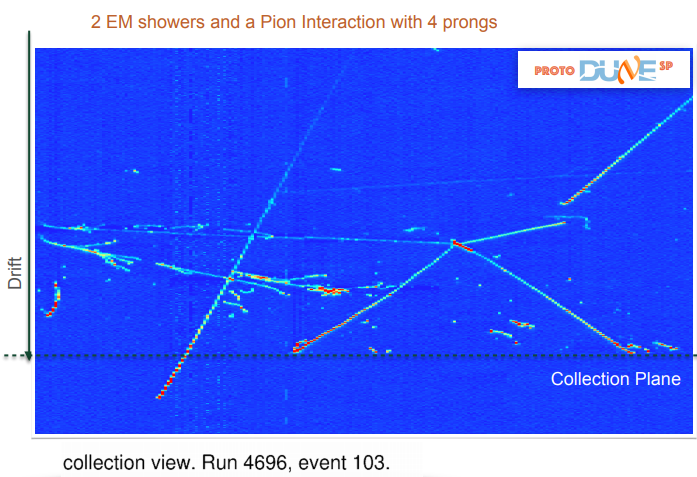 2 EM showers and a Pion Interaction with 4 prongs
PROTO DUNE SP
Drift
Collection Plane
collection view. Run 4696, event 103.